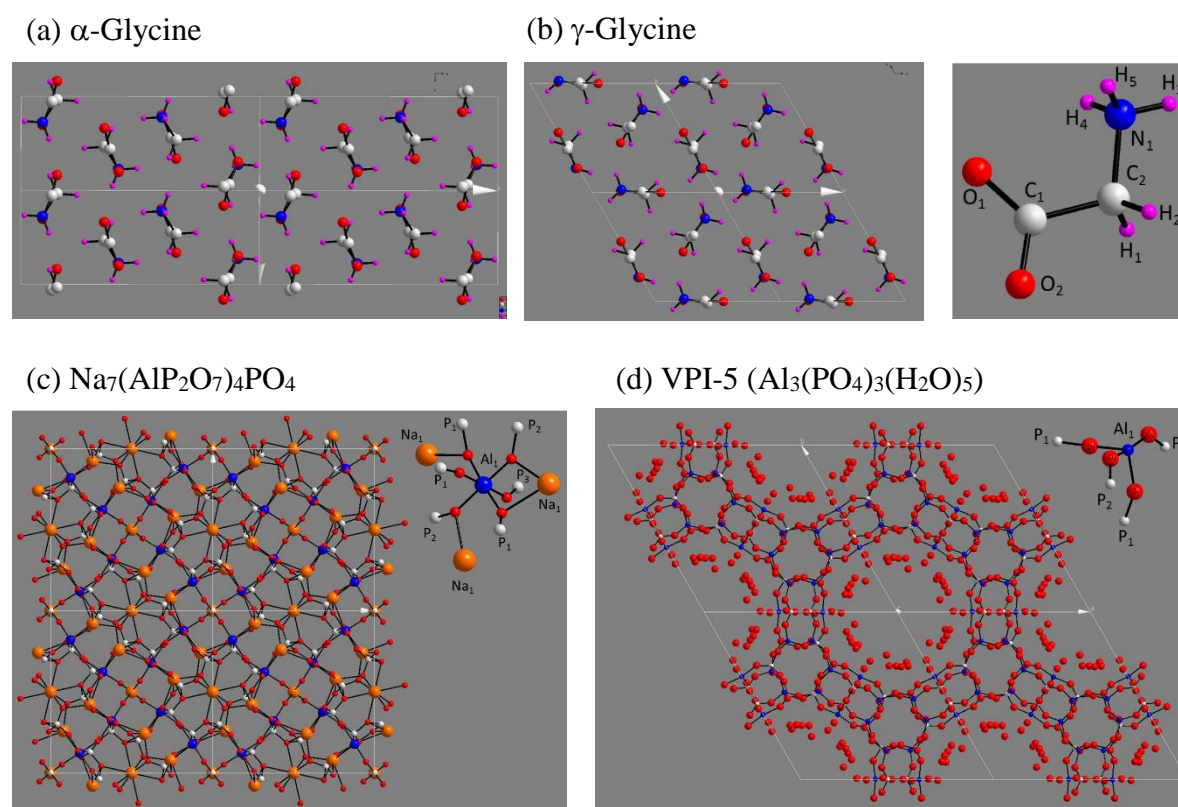 (a) α-Glycine
(b) γ-Glycine
H₅
H₃
H₄
N₁
C₂
O₁
C₁
H₂
H₁
O₂
(c) Na₇(AlP₂O₇)₄PO₄
P₁
P₂
Na₁
Al₁
P₁
P₃
Na₁
P₂
P₁
Na₁
(d) VPI-5 (Al₃(PO₄)₃(H₂O)₅)
P₁
Al₁
P₂
P₁